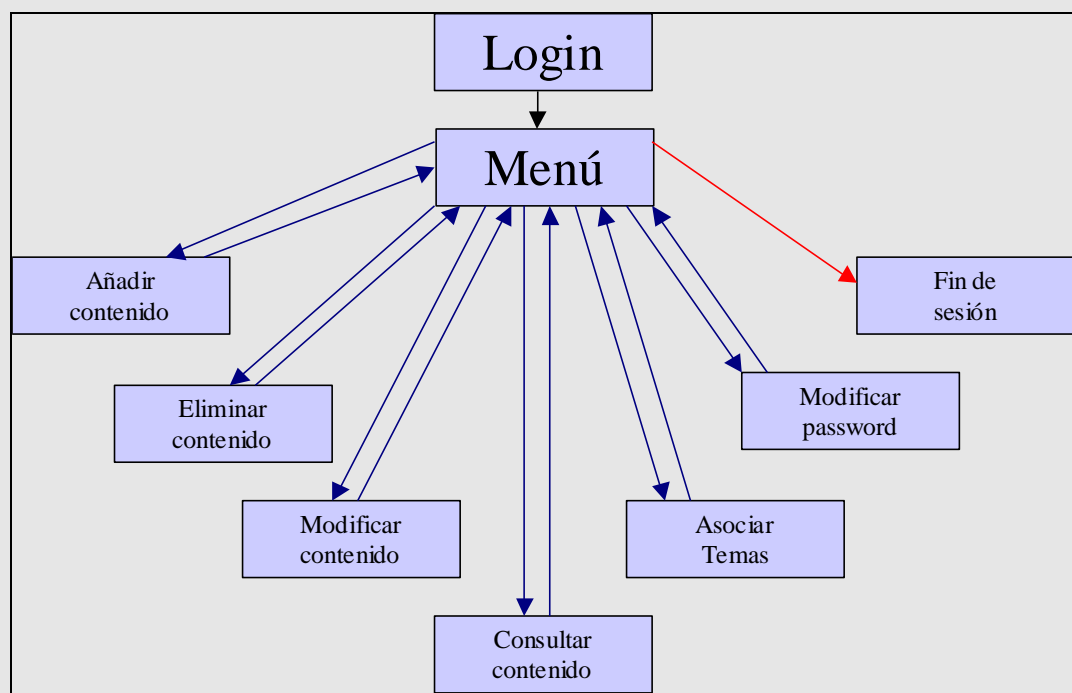 Login
Menú
Añadir
contenido
Fin de
sesión
Eliminar
contenido
Modificar
password
Modificar
contenido
Asociar
Temas
Consultar
contenido